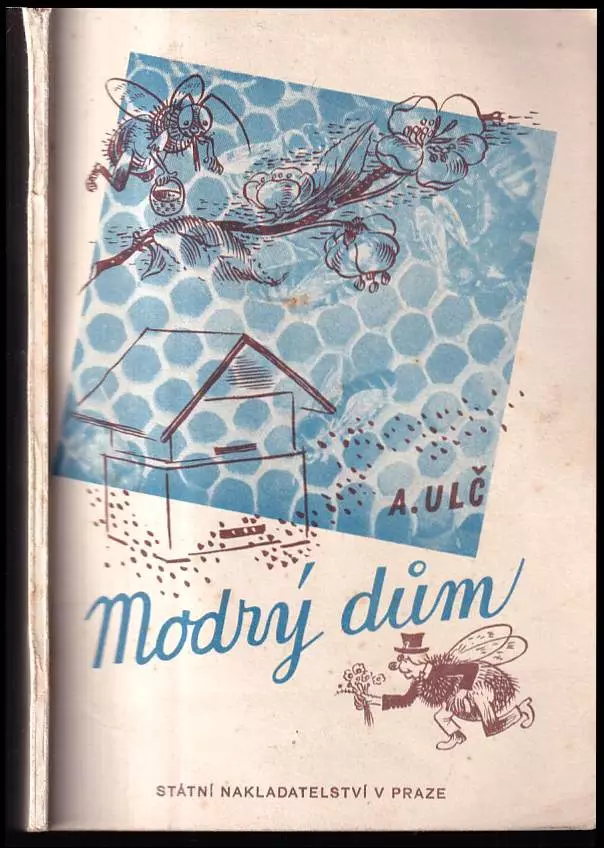 A. ULČ
Modrý dům
STÁTNÍ NAKLADATELSTVÍ V PRAZE